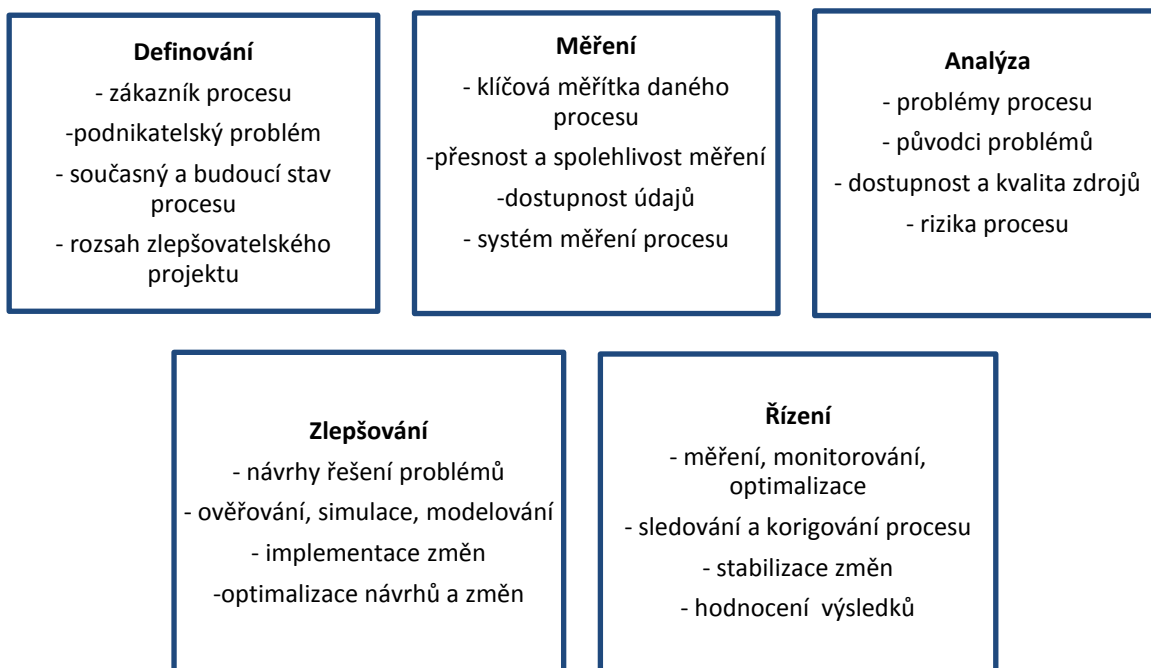 Definování
- zákazník procesu
-podnikatelský problém
- současný a budoucí stav
procesu
- rozsah zlepšovatelského
projektu
Měření
- klíčová měřítka daného
procesu
-přesnost a spolehlivost měření
-dostupnost údajů
- systém měření procesu
Analýza
- problémy procesu
- původci problémů
- dostupnost a kvalita zdrojů
- rizika procesu
Zlepšování
- návrhy řešení problémů
- ověřování, simulace, modelování
- implementace změn
-optimalizace návrhů a změn
Řízení
- měření, monitorování,
optimalizace
- sledování a korigování procesu
- stabilizace změn
- hodnocení výsledků